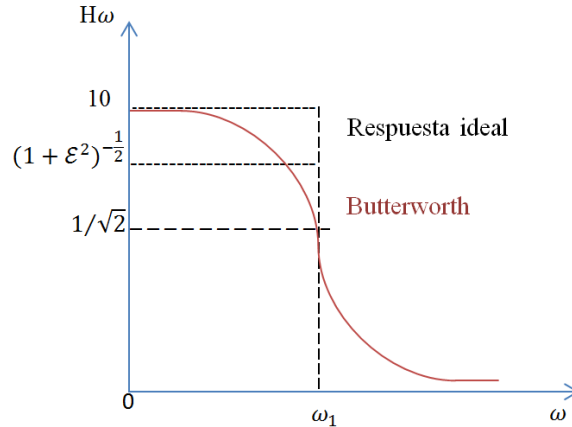 Hω
10
Respuesta ideal
(1 + ℰ²)^{-1/2}
Butterworth
1/√2
0
ω₁
ω